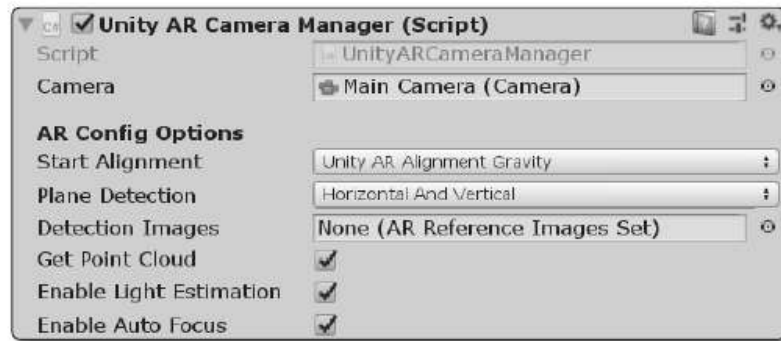 Unity AR Camera Manager (Script)
Script UnityARCameraManager
Camera Main Camera (Camera)
AR Config Options
Start Alignment Unity AR Alignment Gravity
Plane Detection Horizontal And Vertical
Detection Images None (AR Reference Images Set)
Get Point Cloud
Enable Light Estimation
Enable Auto Focus